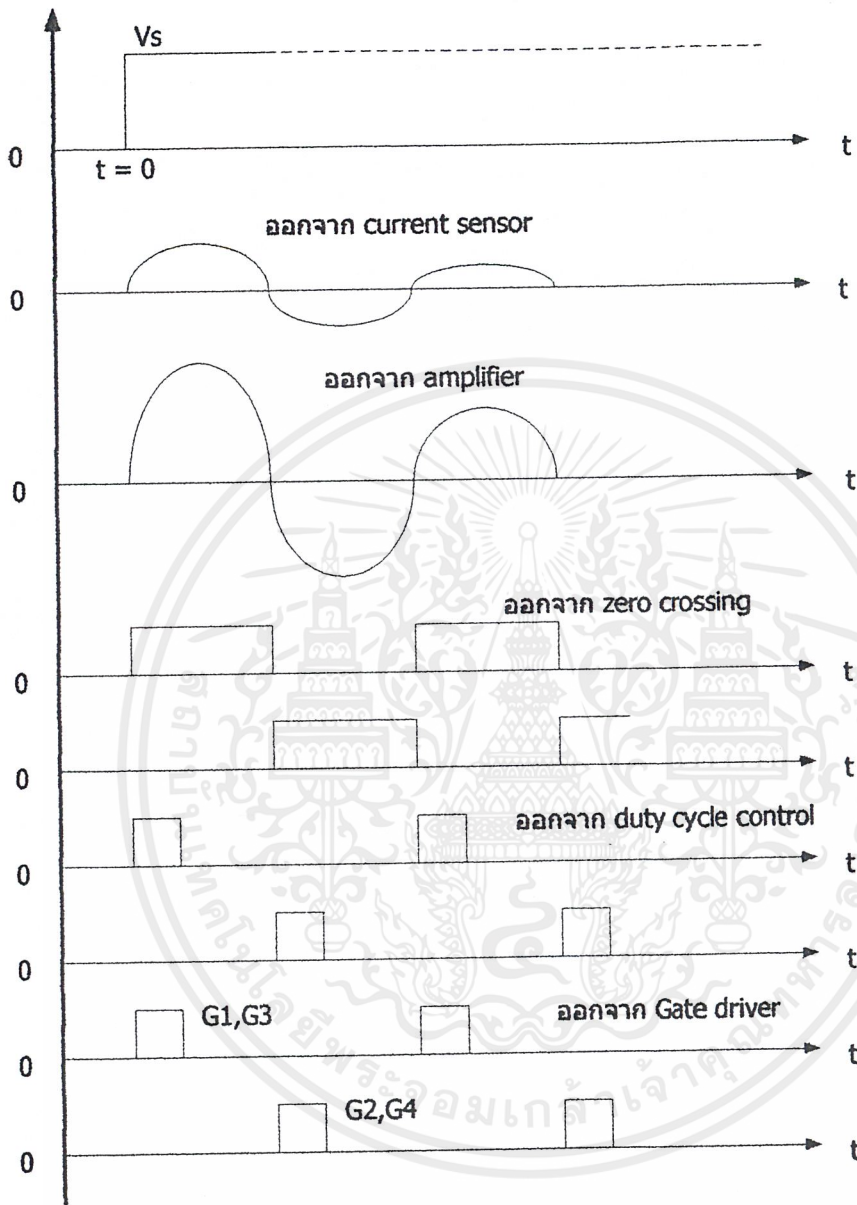 Vs
0
t
t = 0
ออกจาก current sensor
0
t
ออกจาก amplifier
0
t
ออกจาก zero crossing
0
t
0
t
ออกจาก duty cycle control
0
t
0
t
G1,G3
ออกจาก Gate driver
0
t
G2,G4
0
t